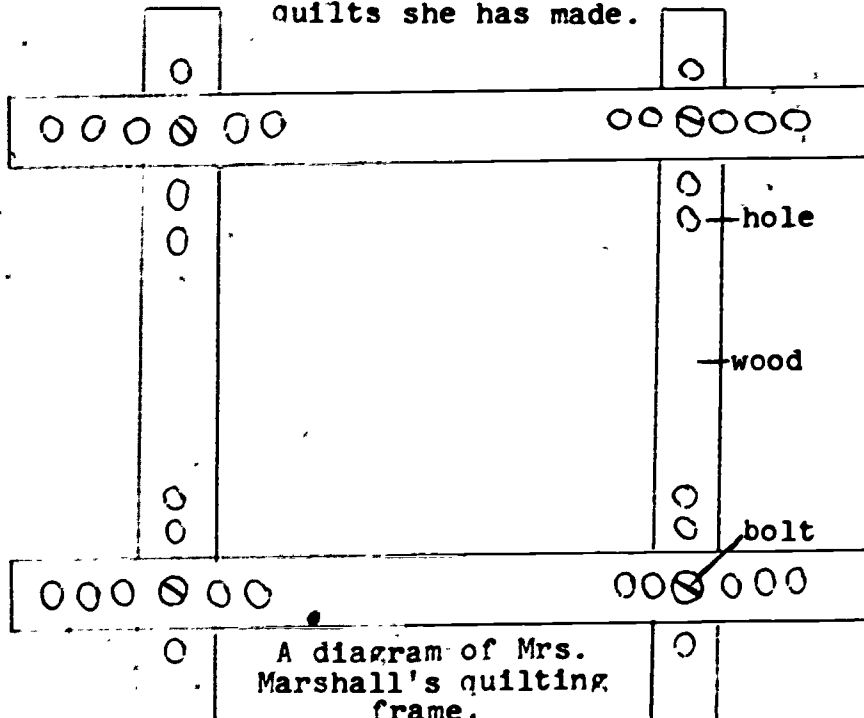 quilts she has made.
hole
wood
bolt
A diagram of Mrs.
Marshall's quilting
frame.